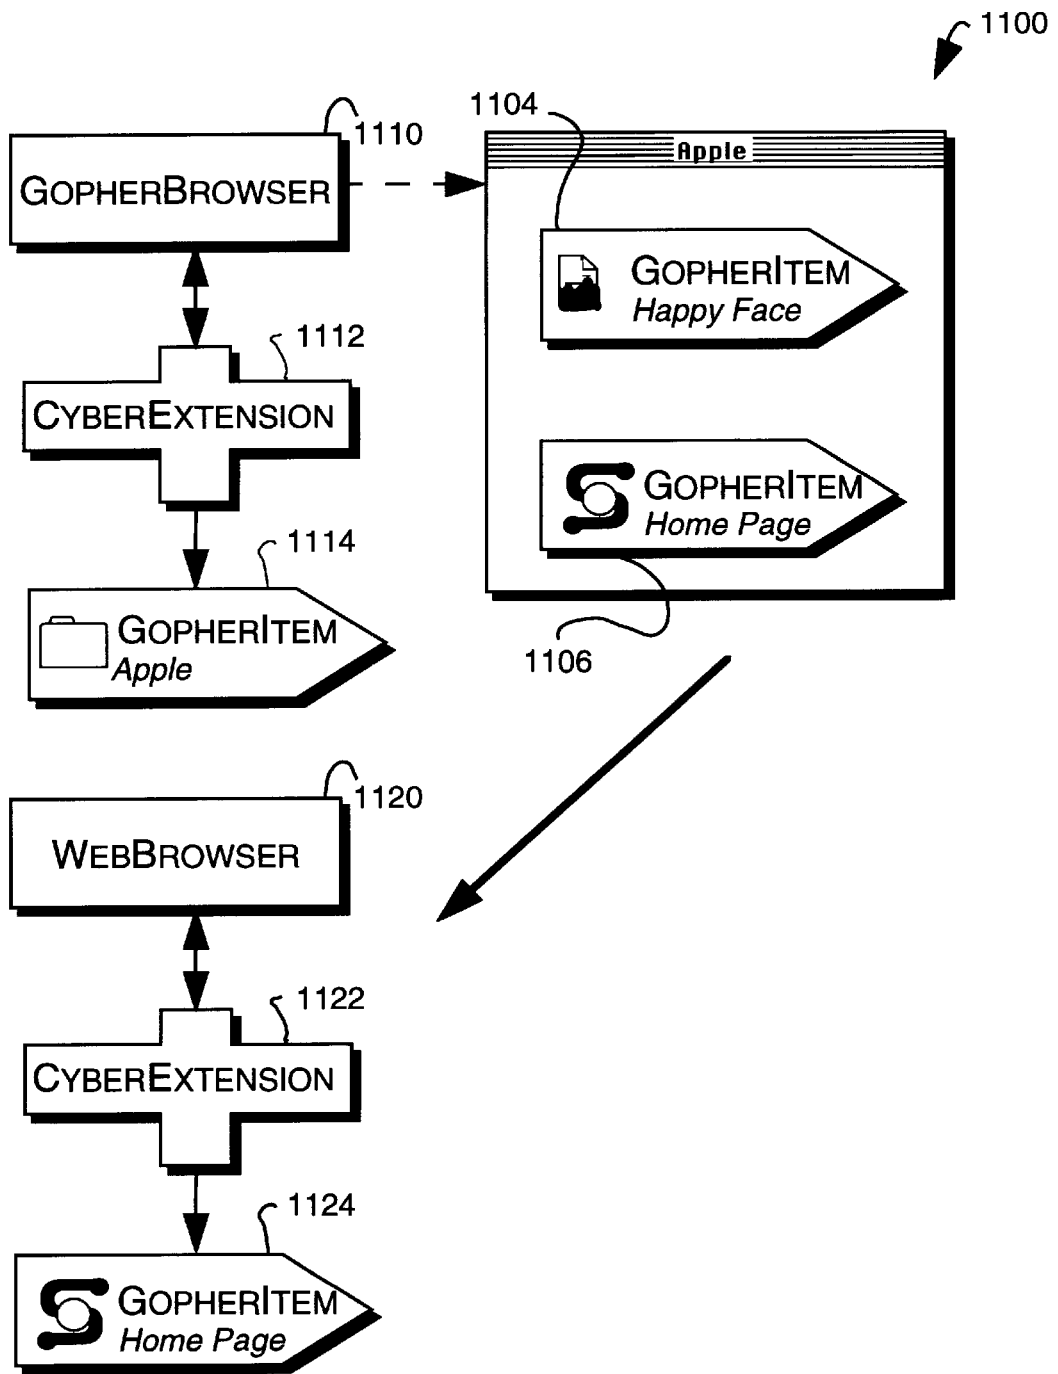 1100
1104
1110
Apple
GOPHERBROWSER
GOPHERITEM
Happy Face
1112
CYBEREXTENSION
GOPHERITEM
Home Page
1114
GOPHERITEM
Apple
1106
1120
WEBBROWSER
1122
CYBEREXTENSION
1124
GOPHERITEM
Home Page